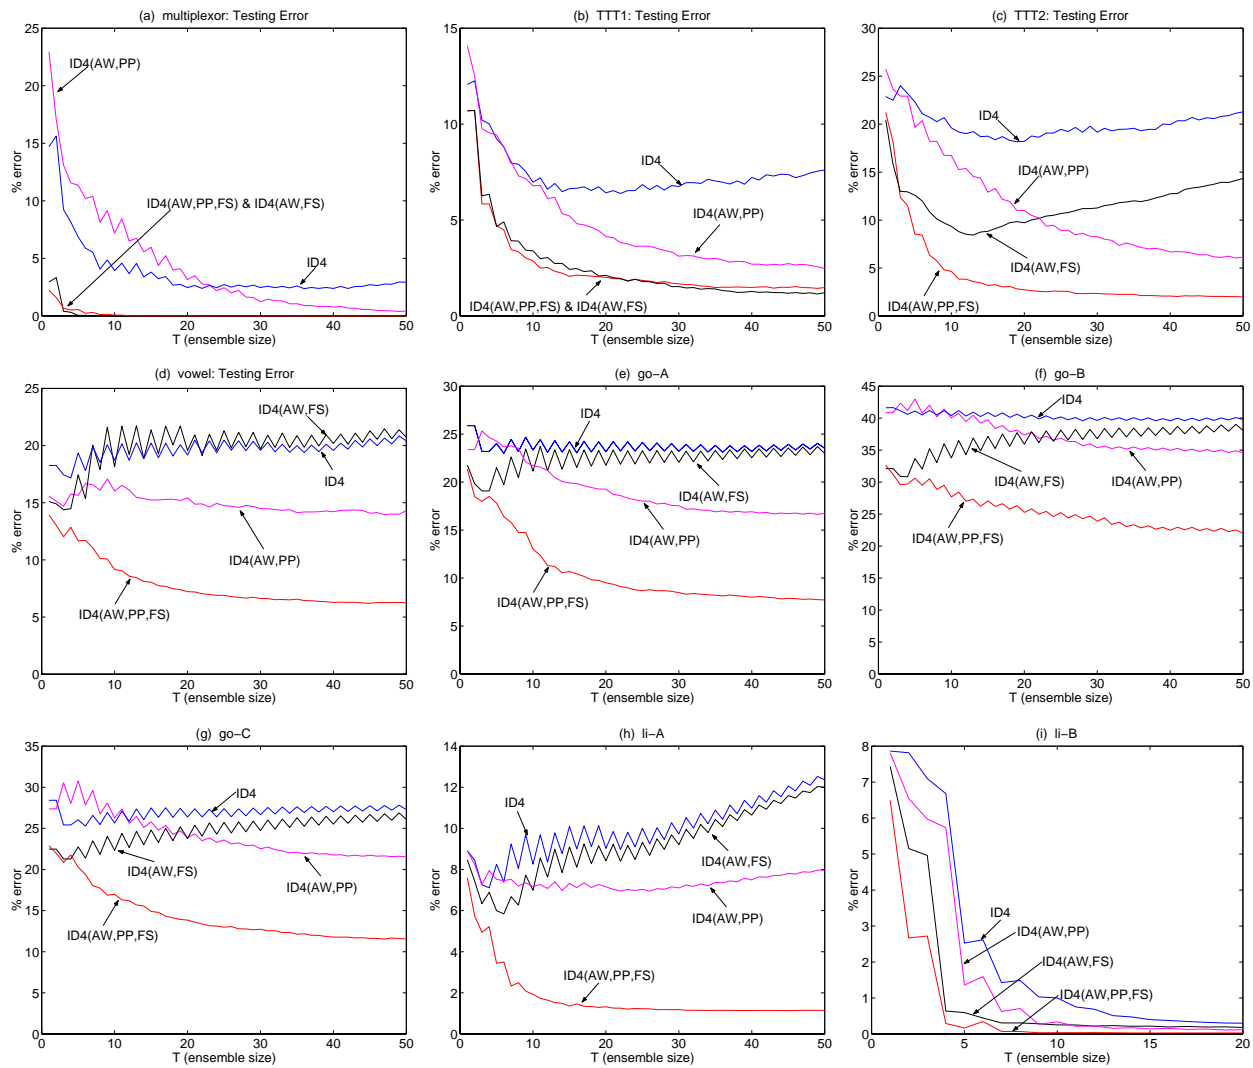 (a) multiplexor: Testing Error
25
20
15
10
5
0
% error
0 10 20 30 40 50
T (ensemble size)
ID4(AW,PP)
ID4(AW,PP,FS) & ID4(AW,FS)
ID4
(b) TTT1: Testing Error
15
10
5
0
% error
0 10 20 30 40 50
T (ensemble size)
ID4
ID4(AW,PP)
ID4(AW,PP,FS) & ID4(AW,FS)
(c) TTT2: Testing Error
30
25
20
15
10
5
0
% error
0 10 20 30 40 50
T (ensemble size)
ID4
ID4(AW,PP)
ID4(AW,FS)
ID4(AW,PP,FS)
(d) vowel: Testing Error
25
20
15
10
5
0
% error
0 10 20 30 40 50
T (ensemble size)
ID4(AW,FS)
ID4
ID4(AW,PP)
ID4(AW,PP,FS)
(e) go−A
30
25
20
15
10
5
0
% error
0 10 20 30 40 50
T (ensemble size)
ID4
ID4(AW,FS)
ID4(AW,PP)
ID4(AW,PP,FS)
(f) go−B
45
40
35
30
25
20
15
10
5
0
% error
0 10 20 30 40 50
T (ensemble size)
ID4
ID4(AW,FS)
ID4(AW,PP)
ID4(AW,PP,FS)
(g) go−C
35
30
25
20
15
10
5
0
% error
0 10 20 30 40 50
T (ensemble size)
ID4
ID4(AW,FS)
ID4(AW,PP)
ID4(AW,PP,FS)
(h) li−A
14
12
10
8
6
4
2
0
% error
0 10 20 30 40 50
T (ensemble size)
ID4
ID4(AW,FS)
ID4(AW,PP)
ID4(AW,PP,FS)
(i) li−B
8
7
6
5
4
3
2
1
0
% error
5 10 15 20
T (ensemble size)
ID4
ID4(AW,PP)
ID4(AW,FS)
ID4(AW,PP,FS)